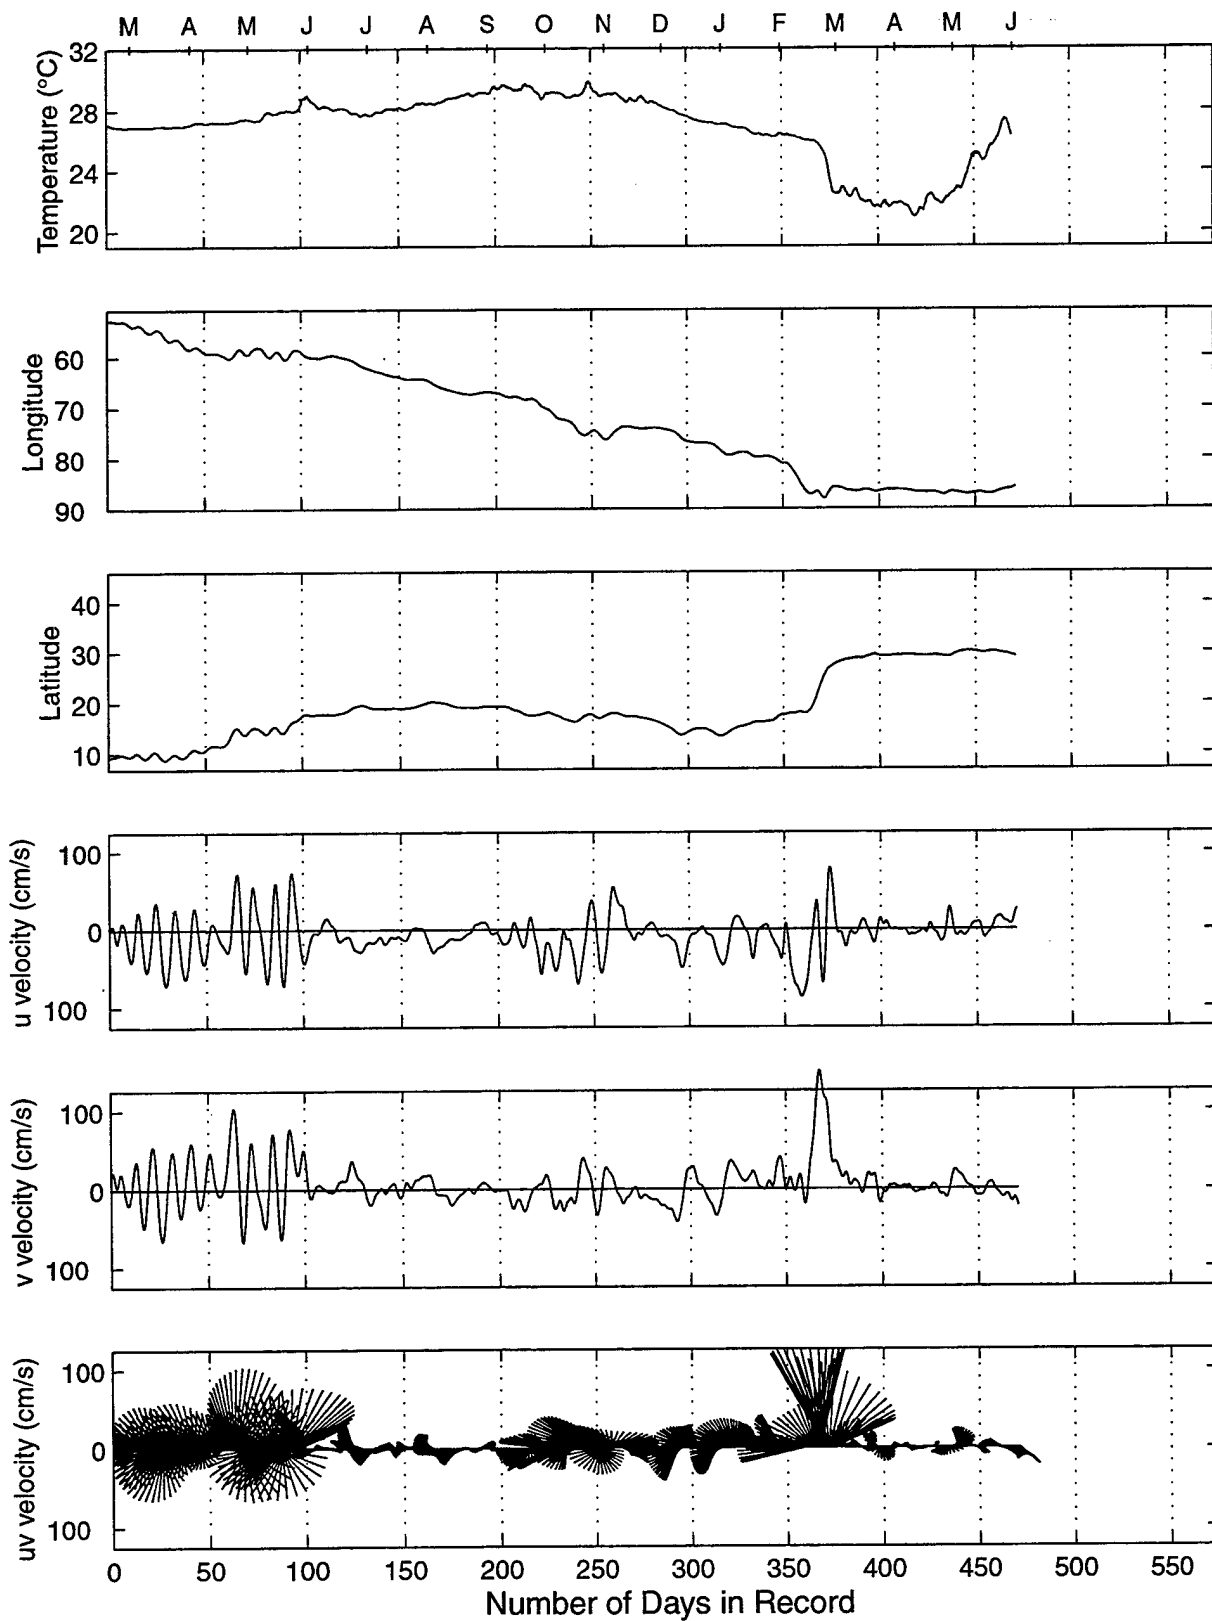 M A M J J A S O N D J F M A M J
32
28
24
20
Temperature (°C)
60
70
80
90
Longitude
40
30
20
10
Latitude
100
0
100
u velocity (cm/s)
100
0
100
v velocity (cm/s)
100
0
100
uv velocity (cm/s)
0 50 100 150 200 250 300 350 400 450 500 550
Number of Days in Record